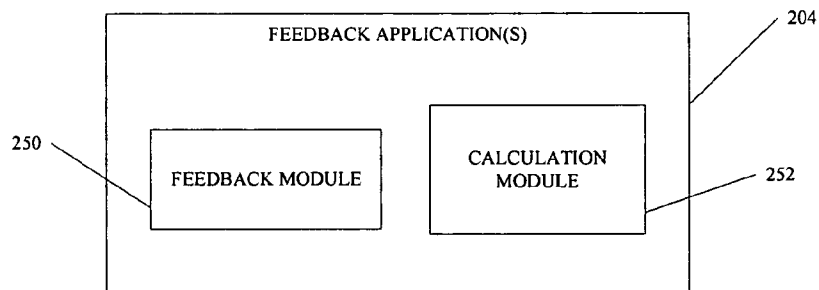 FEEDBACK APPLICATION(S)
204
250
FEEDBACK MODULE
CALCULATION
MODULE
252